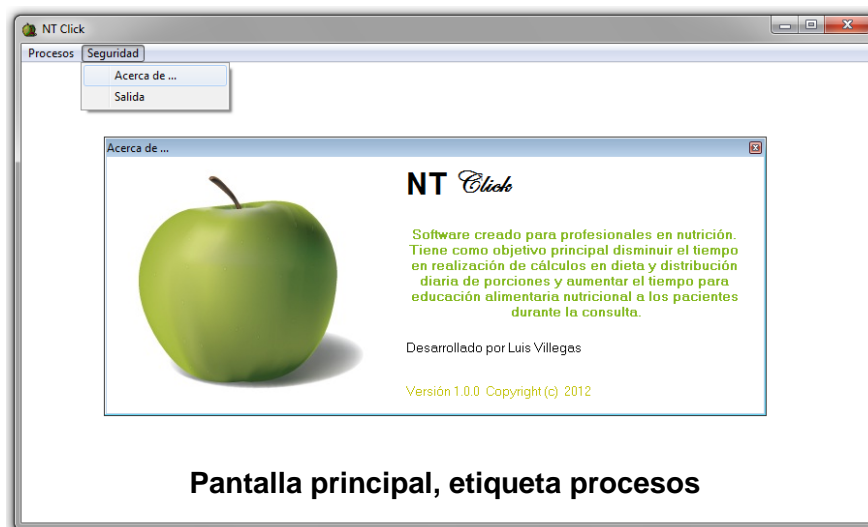 NT Click
Procesos Seguridad
Acerca de ...
Salida
Acerca de ...
NT Click
Software creado para profesionales en nutrición.
Tiene como objetivo principal disminuir el tiempo
en realización de cálculos en dieta y distribución
diaria de porciones y aumentar el tiempo para
educación alimentaria nutricional a los pacientes
durante la consulta.
Desarrollado por Luis Villegas
Versión 1.0.0 Copyright (c) 2012
Pantalla principal, etiqueta procesos